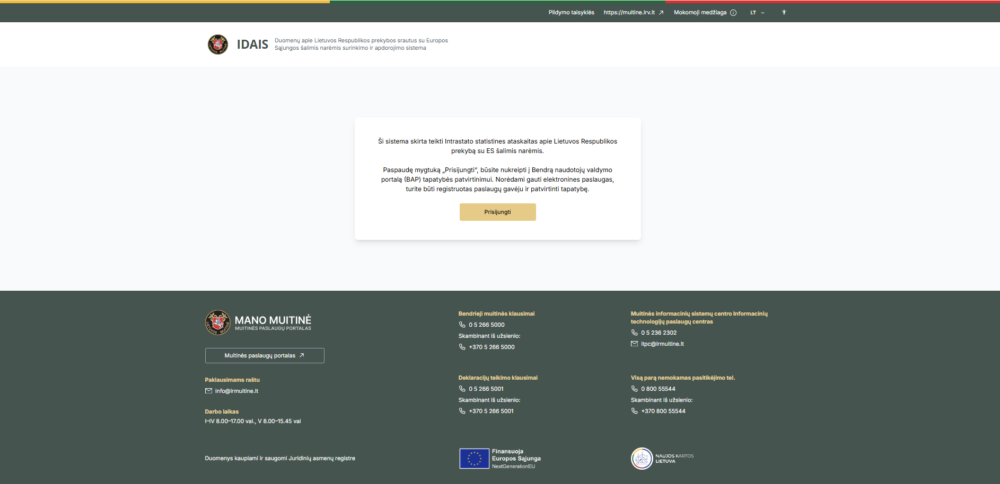 Pildymo taisyklės https://muitine.lrv.lt Mokomoji medžiaga LT
IDAIS
Duomenų apie Lietuvos Respublikos prekybos srautus su Europos
Sąjungos šalimis narėmis surinkimo ir apdorojimo sistema
Ši sistema skirta teikti Intrastato statistines ataskaitas apie Lietuvos Respublikos
prekybą su ES šalimis narėmis.
Paspaudę mygtuką „Prisijungti“, būsite nukreipti į Bendrą naudotojų valdymo
portalą (BAP) tapatybės patvirtinimui. Norėdami gauti elektronines paslaugas,
turite būti registruotas paslaugų gavėju ir patvirtinti tapatybę.
Prisijungti
LIETUVOS MUITINĖ
MANO MUITINĖ
MUITINĖS PASLAUGŲ PORTALAS
Muitinės paslaugų portalas
Paklausimams raštu
info@lrmuitine.lt
Darbo laikas
I–IV 8.00–17.00 val., V 8.00–15.45 val
Duomenys kaupiami ir saugomi Juridinių asmenų registre
Bendrieji muitinės klausimai
0 5 266 5000
Skambinant iš užsienio:
+370 5 266 5000
Deklaracijų teikimo klausimai
0 5 266 5001
Skambinant iš užsienio:
+370 5 266 5001
Finansuoja
Europos Sąjunga
NextGenerationEU
Muitinės informacinių sistemų centro Informacinių
technologijų paslaugų centras
0 5 236 2302
itpc@lrmuitine.lt
Visą parą nemokamas pasitikėjimo tel.
0 800 55544
Skambinant iš užsienio:
+370 800 55544
NAUJOS KARTOS
LIETUVA